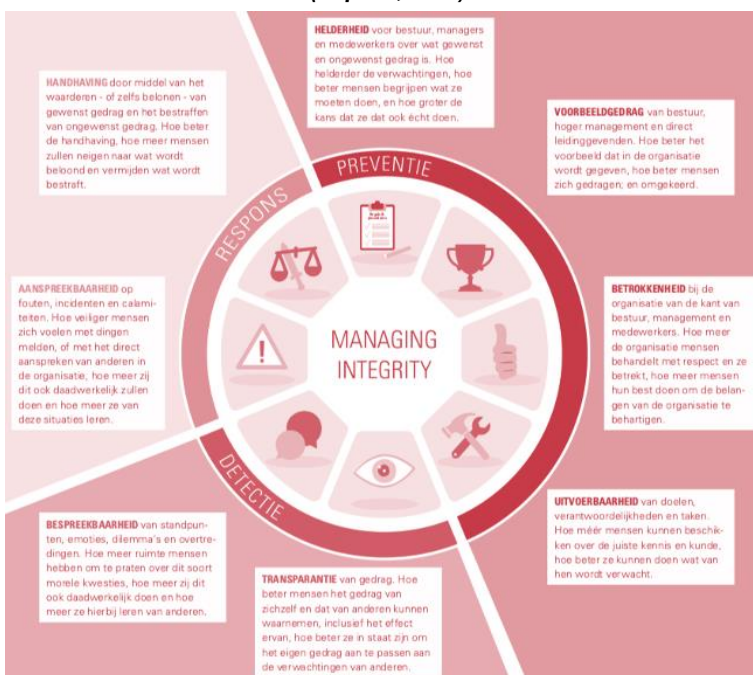 HELDERHEID voor bestuur, managers
en medewerkers over wat gewenst
en ongewenst gedrag is. Hoe
helderder de verwachtingen, hoe
beter mensen begrijpen wat ze
moeten doen, en hoe groter de
kans dat ze dat ook écht doen.
HANDHAVING door middel van het
waarderen - of zelfs belonen - van
gewenst gedrag en het bestraffen
van ongewenst gedrag. Hoe beter
de handhaving, hoe meer mensen
zullen neigen naar wat wordt
beloond en vermijden wat wordt
bestraft.
VOORBEELDGEDRAG van bestuur,
hoger management en direct
leidinggevenden. Hoe beter het
voorbeeld dat in de organisatie
wordt gegeven, hoe beter mensen
zich gedragen; en omgekeerd.
PREVENTIE
RESPONS
AANSPREEKBAARHEID op
fouten, incidenten en calami-
teiten. Hoe veiliger mensen
zich voelen met dingen
melden, of met het direct
aanspreken van anderen in
de organisatie, hoe meer zij
dit ook daadwerkelijk zullen
doen en hoe meer ze van
deze situaties leren.
MANAGING
INTEGRITY
BETROKKENHEID bij de
organisatie van de kant van
bestuur, management en
medewerkers. Hoe meer
de organisatie mensen
behandelt met respect en ze
betrekt, hoe meer mensen
hun best doen om de belan-
gen van de organisatie te
behartigen.
DETECTIE
BESPREEKBAARHEID van standpun-
ten, emoties, dilemma's en overtre-
dingen. Hoe meer ruimte mensen
hebben om te praten over dit soort
morele kwesties, hoe meer zij dit
ook daadwerkelijk doen en hoe
meer ze hierbij leren van anderen.
UITVOERBAARHEID van doelen,
verantwoordelijkheden en taken.
Hoe méér mensen kunnen beschik-
ken over de juiste kennis en kunde,
hoe beter ze kunnen doen wat van
hen wordt verwacht.
TRANSPARANTIE van gedrag. Hoe
beter mensen het gedrag van
zichzelf en dat van anderen kunnen
waarnemen, inclusief het effect
ervan, hoe beter ze in staat zijn om
het eigen gedrag aan te passen aan
de verwachtingen van anderen.